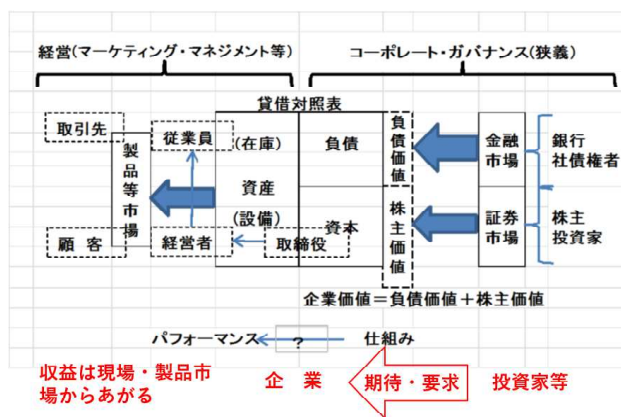 経営(マーケティング・マネジメント等)
コーポレート・ガバナンス(狭義)
貸借対照表
取引先
従業員
(在庫)
負債
負債価値
金融市場
銀行
社債権者
製品等市場
資産
(設備)
資本
株主価値
証券市場
株主
投資家
顧 客
経営者
取締役
企業価値=負債価値+株主価値
パフォーマンス
?
仕組み
収益は現場・製品市
場からあがる
企 業
期待・要求
投資家等